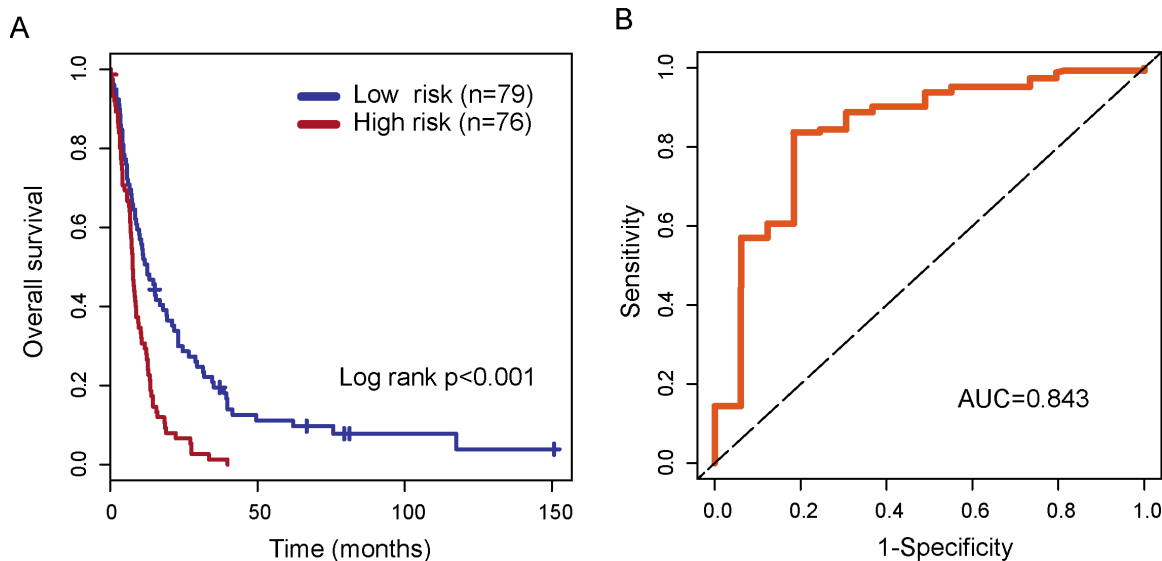 A
Overall survival
1.0
0.8
0.6
0.4
0.2
0.0
Low risk (n=79)
High risk (n=76)
Log rank p<0.001
0 50 100 150
Time (months)
B
Sensitivity
1.0
0.8
0.6
0.4
0.2
0.0
AUC=0.843
0.0 0.2 0.4 0.6 0.8 1.0
1-Specificity